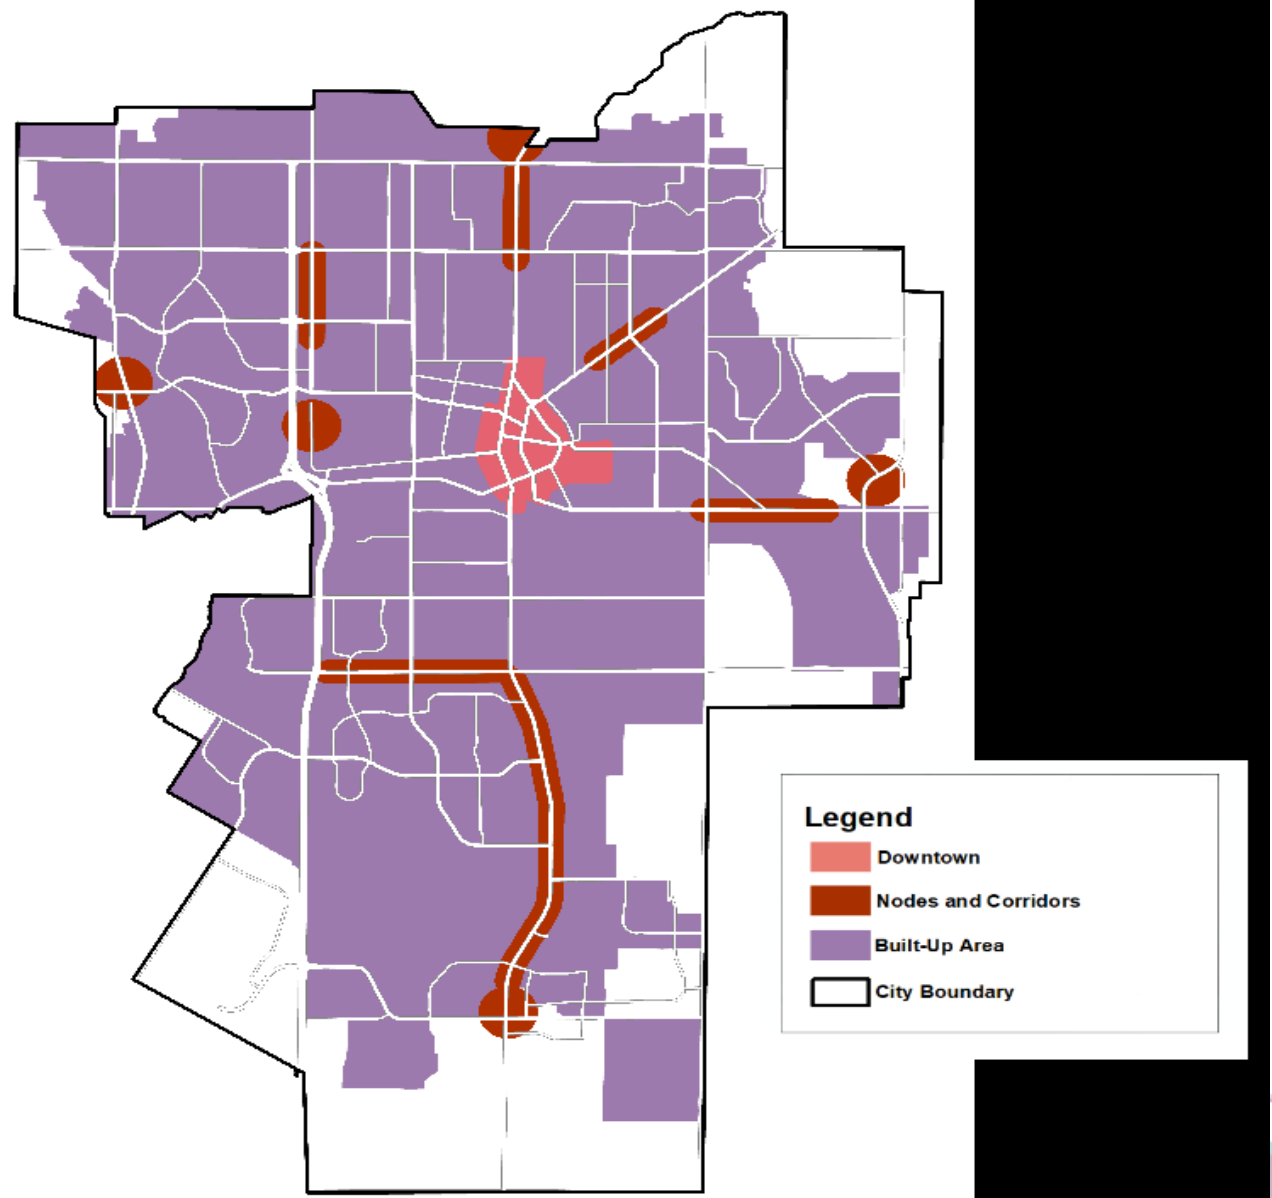 Legend
Downtown
Nodes and Corridors
Built-Up Area
City Boundary